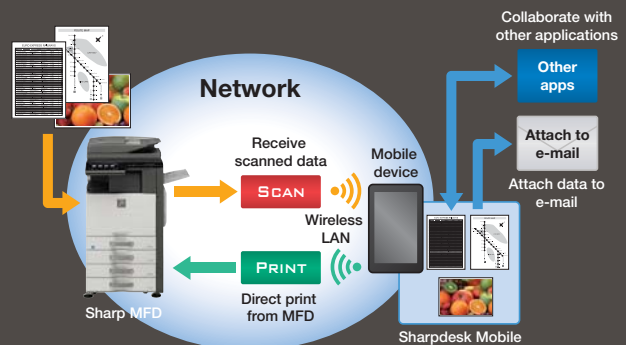 Collaborate with
other applications
Other
apps
Attach to
e-mail
Attach data to
e-mail
Network
Receive
scanned data
SCAN
Wireless
LAN
Mobile
device
PRINT
Direct print
from MFD
Sharp MFD
Sharpdesk Mobile